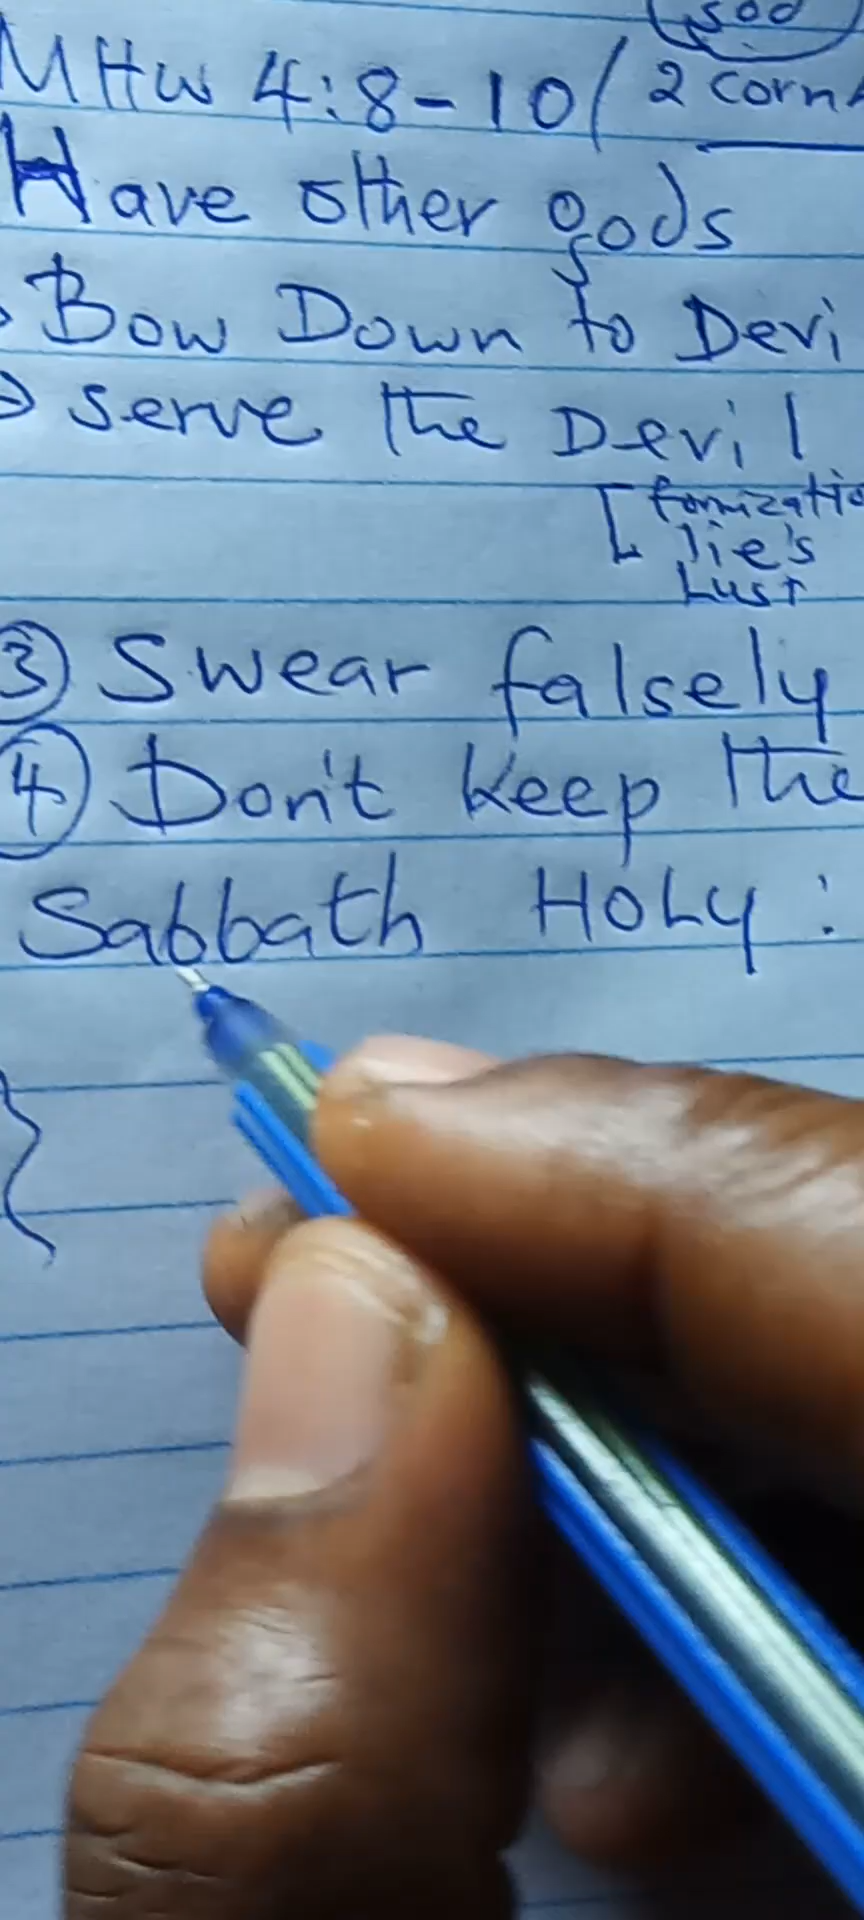 god
MHW 4:8-10 ( 2 Corn
Have other gods
Bow Down to Devi
→ Serve the Devil
[ fornizatio
lie's
Lust
③ Swear falsely
④ Don't keep the
Sabbath HOLY :
}